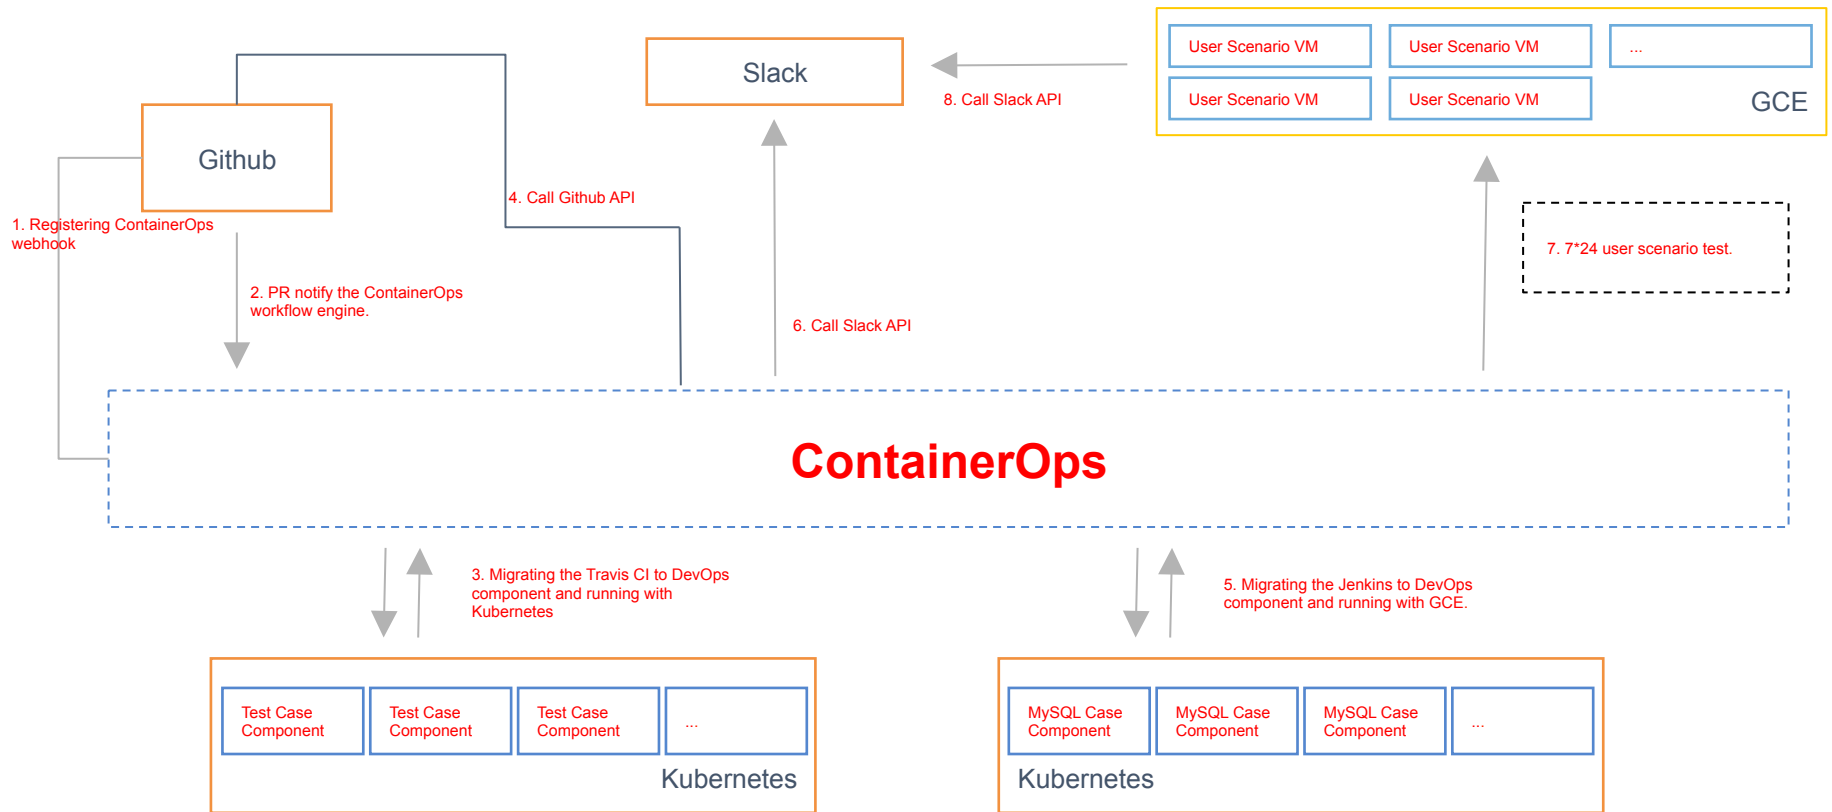 User Scenario VM
User Scenario VM
...
Slack
8. Call Slack API
User Scenario VM
User Scenario VM
GCE
Github
4. Call Github API
1. Registering ContainerOps
webhook
7. 7*24 user scenario test.
2. PR notify the ContainerOps
workflow engine.
6. Call Slack API
ContainerOps
3. Migrating the Travis CI to DevOps
component and running with
Kubernetes
5. Migrating the Jenkins to DevOps
component and running with GCE.
Test Case
Component
Test Case
Component
Test Case
Component
...
Kubernetes
MySQL Case
Component
MySQL Case
Component
MySQL Case
Component
...
Kubernetes